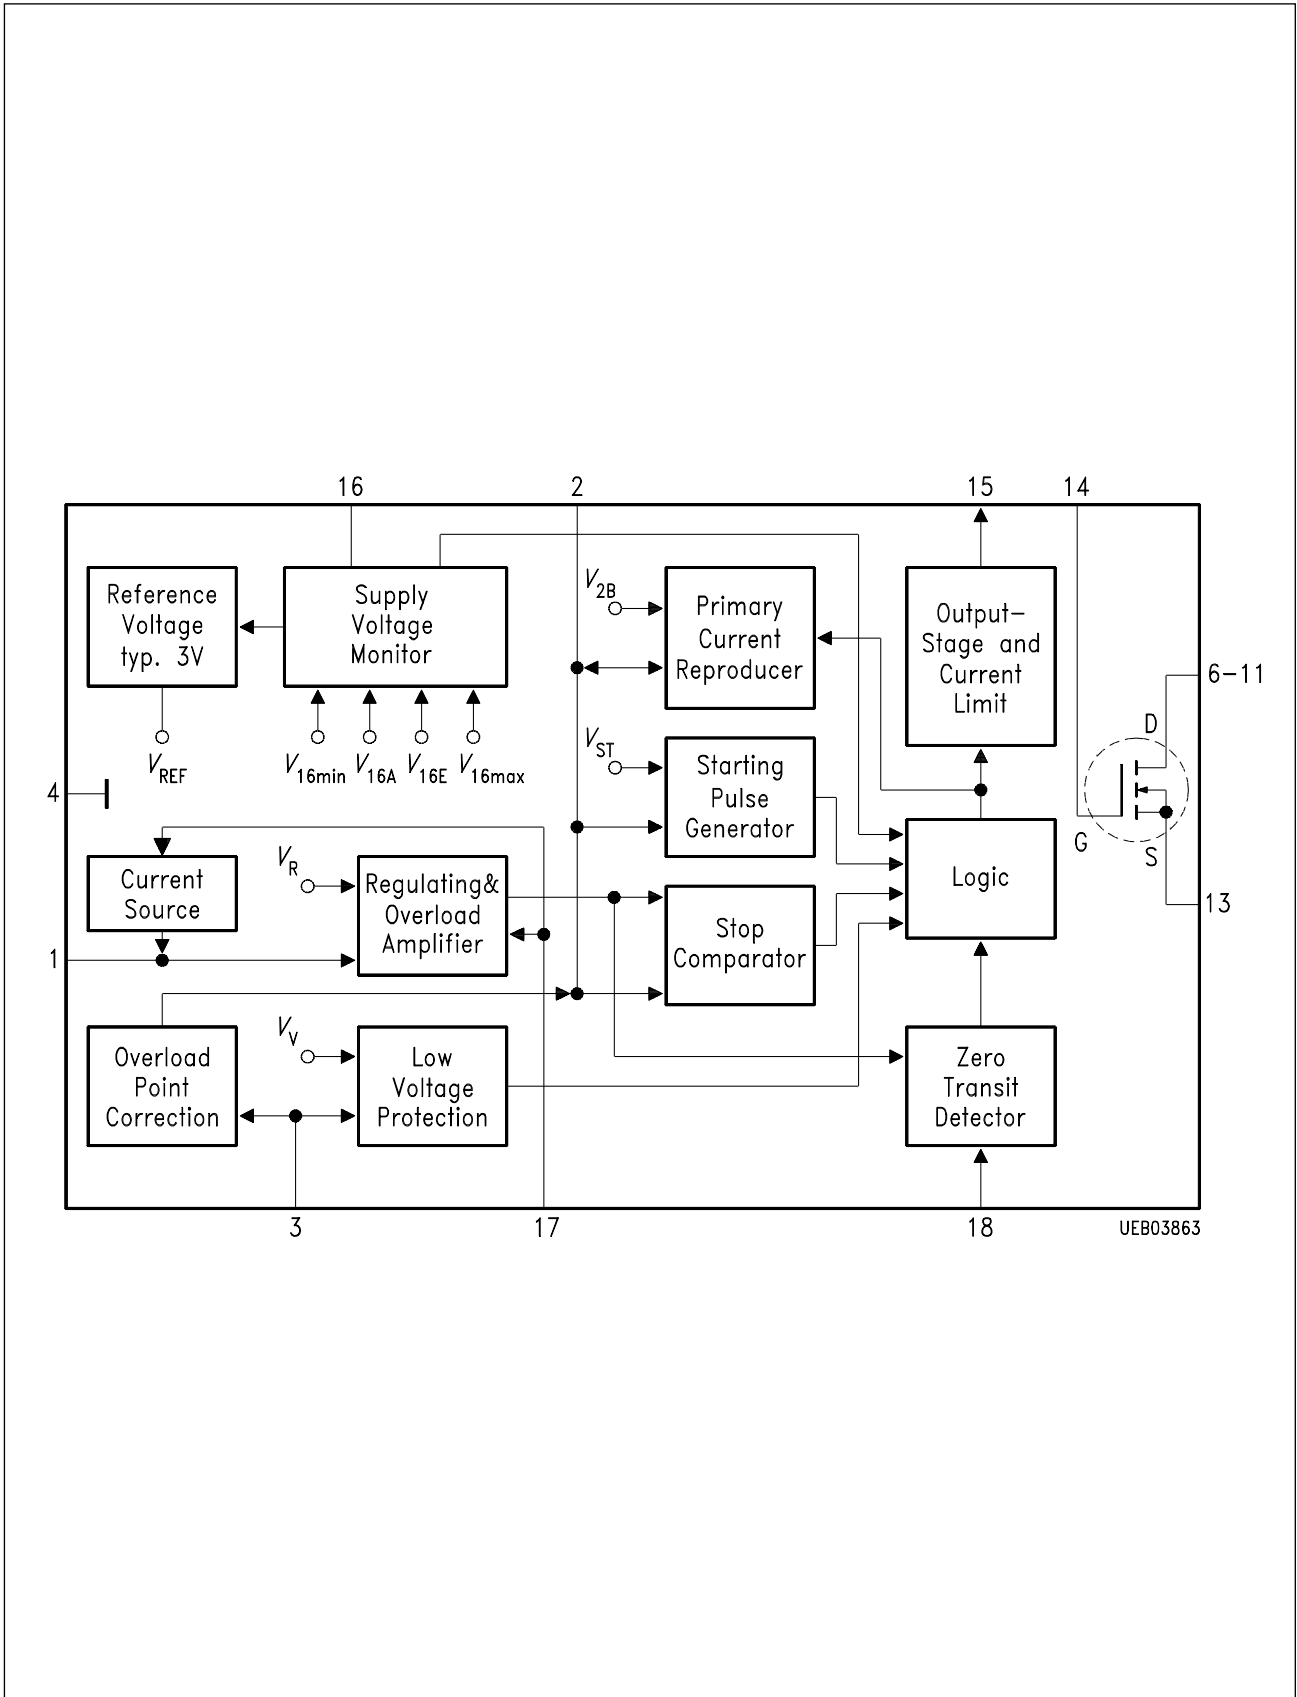 16
2
15
14
Reference
Voltage
typ. 3V
Supply
Voltage
Monitor
V2B
Primary
Current
Reproducer
Output-
Stage and
Current
Limit
6-11
VREF
V16min
V16A
V16E
V16max
VST
Starting
Pulse
Generator
D
4
G
S
Current
Source
VR
Regulating&
Overload
Amplifier
Logic
13
1
Stop
Comparator
Overload
Point
Correction
VV
Low
Voltage
Protection
Zero
Transit
Detector
3
17
18
UEB03863